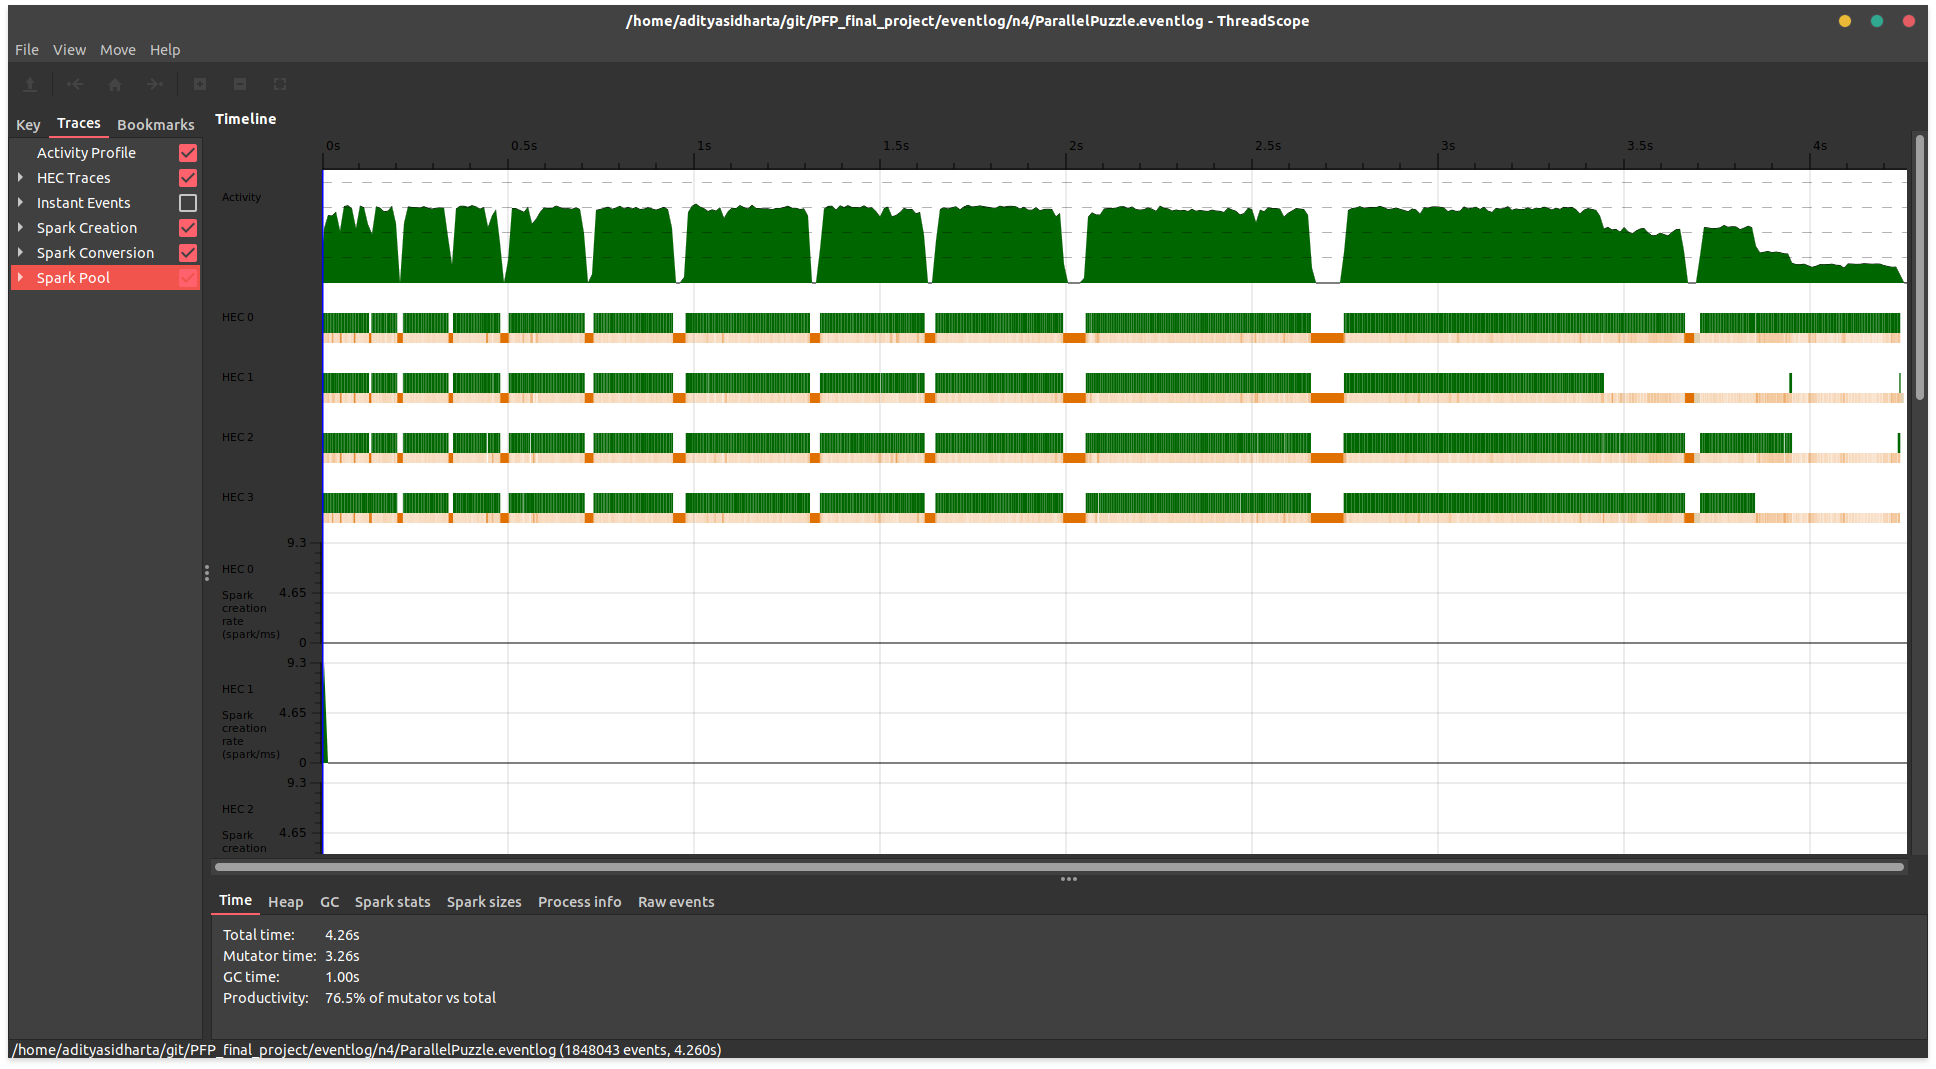 /home/adityasidharta/git/PFP_final_project/eventlog/n4/ParallelPuzzle.eventlog - ThreadScope
File View Move Help
Key Traces Bookmarks
Activity Profile
HEC Traces
Instant Events
Spark Creation
Spark Conversion
Spark Pool
Timeline
0s 0.5s 1s 1.5s 2s 2.5s 3s 3.5s 4s
Activity
HEC 0
HEC 1
HEC 2
HEC 3
9.3
HEC 0
Spark 4.65
creation
rate
(spark/ms)
0
9.3
HEC 1
Spark 4.65
creation
rate
(spark/ms)
0
9.3
HEC 2
Spark 4.65
creation
Time Heap GC Spark stats Spark sizes Process info Raw events
Total time: 4.26s
Mutator time: 3.26s
GC time: 1.00s
Productivity: 76.5% of mutator vs total
/home/adityasidharta/git/PFP_final_project/eventlog/n4/ParallelPuzzle.eventlog (1848043 events, 4.260s)